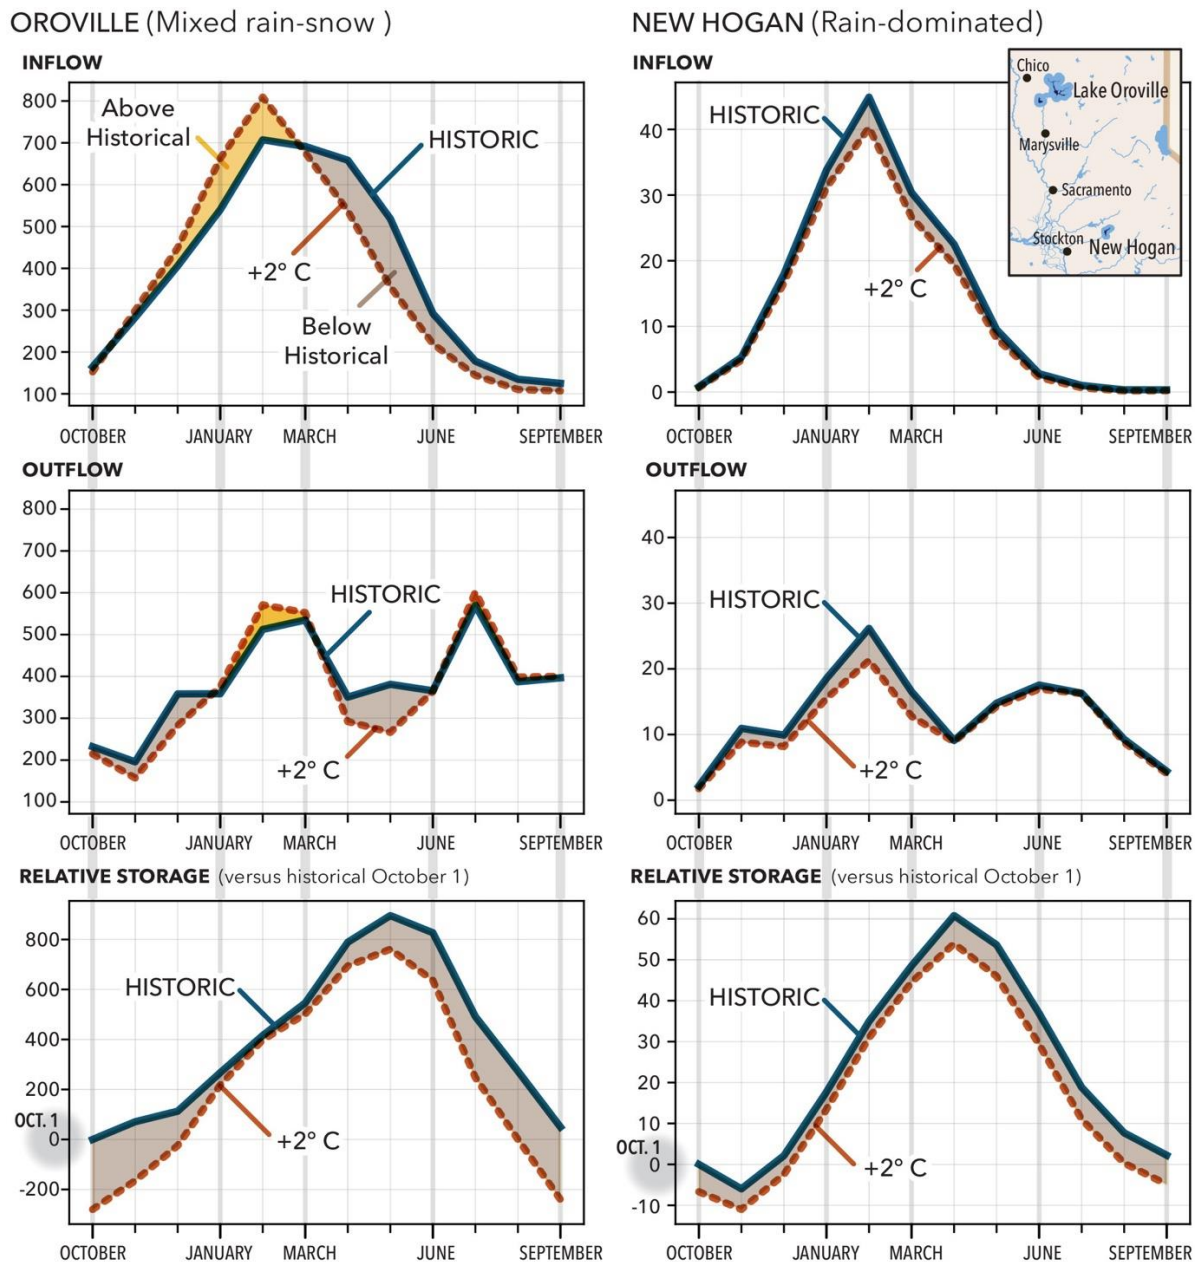 OROVILLE (Mixed rain-snow )
INFLOW
800
700
600
500
400
300
200
100
Above
Historical
HISTORIC
+2° C
Below
Historical
OCTOBER JANUARY MARCH JUNE SEPTEMBER
OUTFLOW
800
700
600
500
400
300
200
100
HISTORIC
+2° C
OCTOBER JANUARY MARCH JUNE SEPTEMBER
RELATIVE STORAGE (versus historical October 1)
800
600
400
200
OCT. 1
0
-200
HISTORIC
+2° C
OCTOBER JANUARY MARCH JUNE SEPTEMBER
NEW HOGAN (Rain-dominated)
INFLOW
40
30
20
10
0
HISTORIC
+2° C
Chico
Lake Oroville
Marysville
Sacramento
Stockton
New Hogan
OCTOBER JANUARY MARCH JUNE SEPTEMBER
OUTFLOW
40
30
20
10
0
HISTORIC
+2° C
OCTOBER JANUARY MARCH JUNE SEPTEMBER
RELATIVE STORAGE (versus historical October 1)
60
50
40
30
20
10
OCT. 1
0
-10
HISTORIC
+2° C
OCTOBER JANUARY MARCH JUNE SEPTEMBER